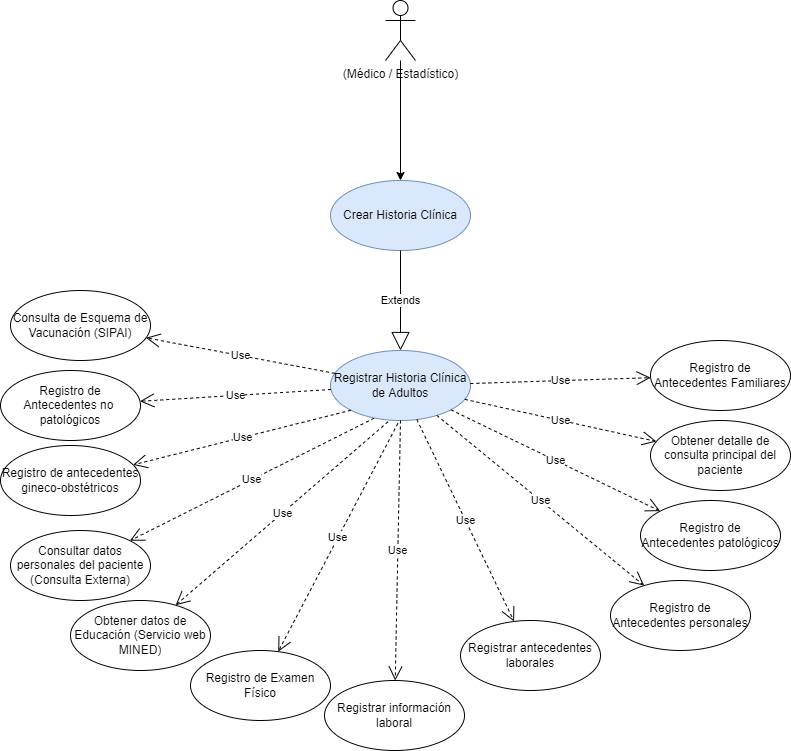 (Médico / Estadístico)
Crear Historia Clínica
Extends
Registrar Historia Clínica
de Adultos
Consulta de Esquema de
Vacunación (SIPAI)
Use
Registro de
Antecedentes no
patológicos
Use
Registro de antecedentes
gineco-obstétricos
Use
Consultar datos
personales del paciente
(Consulta Externa)
Use
Obtener datos de
Educación (Servicio web
MINED)
Use
Registro de Examen
Físico
Use
Registrar información
laboral
Use
Registrar antecedentes
laborales
Use
Registro de
Antecedentes personales
Use
Registro de
Antecedentes patológicos
Use
Obtener detalle de
consulta principal del
paciente
Use
Registro de
Antecedentes Familiares
Use